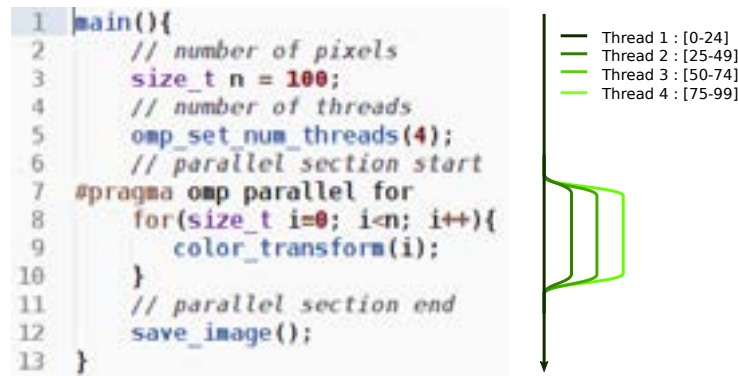 1 main(){
2 // number of pixels
3 size_t n = 100;
4 // number of threads
5 omp_set_num_threads(4);
6 // parallel section start
7 #pragma omp parallel for
8 for(size_t i=0; i<n; i++){
9 color_transform(i);
10 }
11 // parallel section end
12 save_image();
13 }
Thread 1 : [0-24]
Thread 2 : [25-49]
Thread 3 : [50-74]
Thread 4 : [75-99]